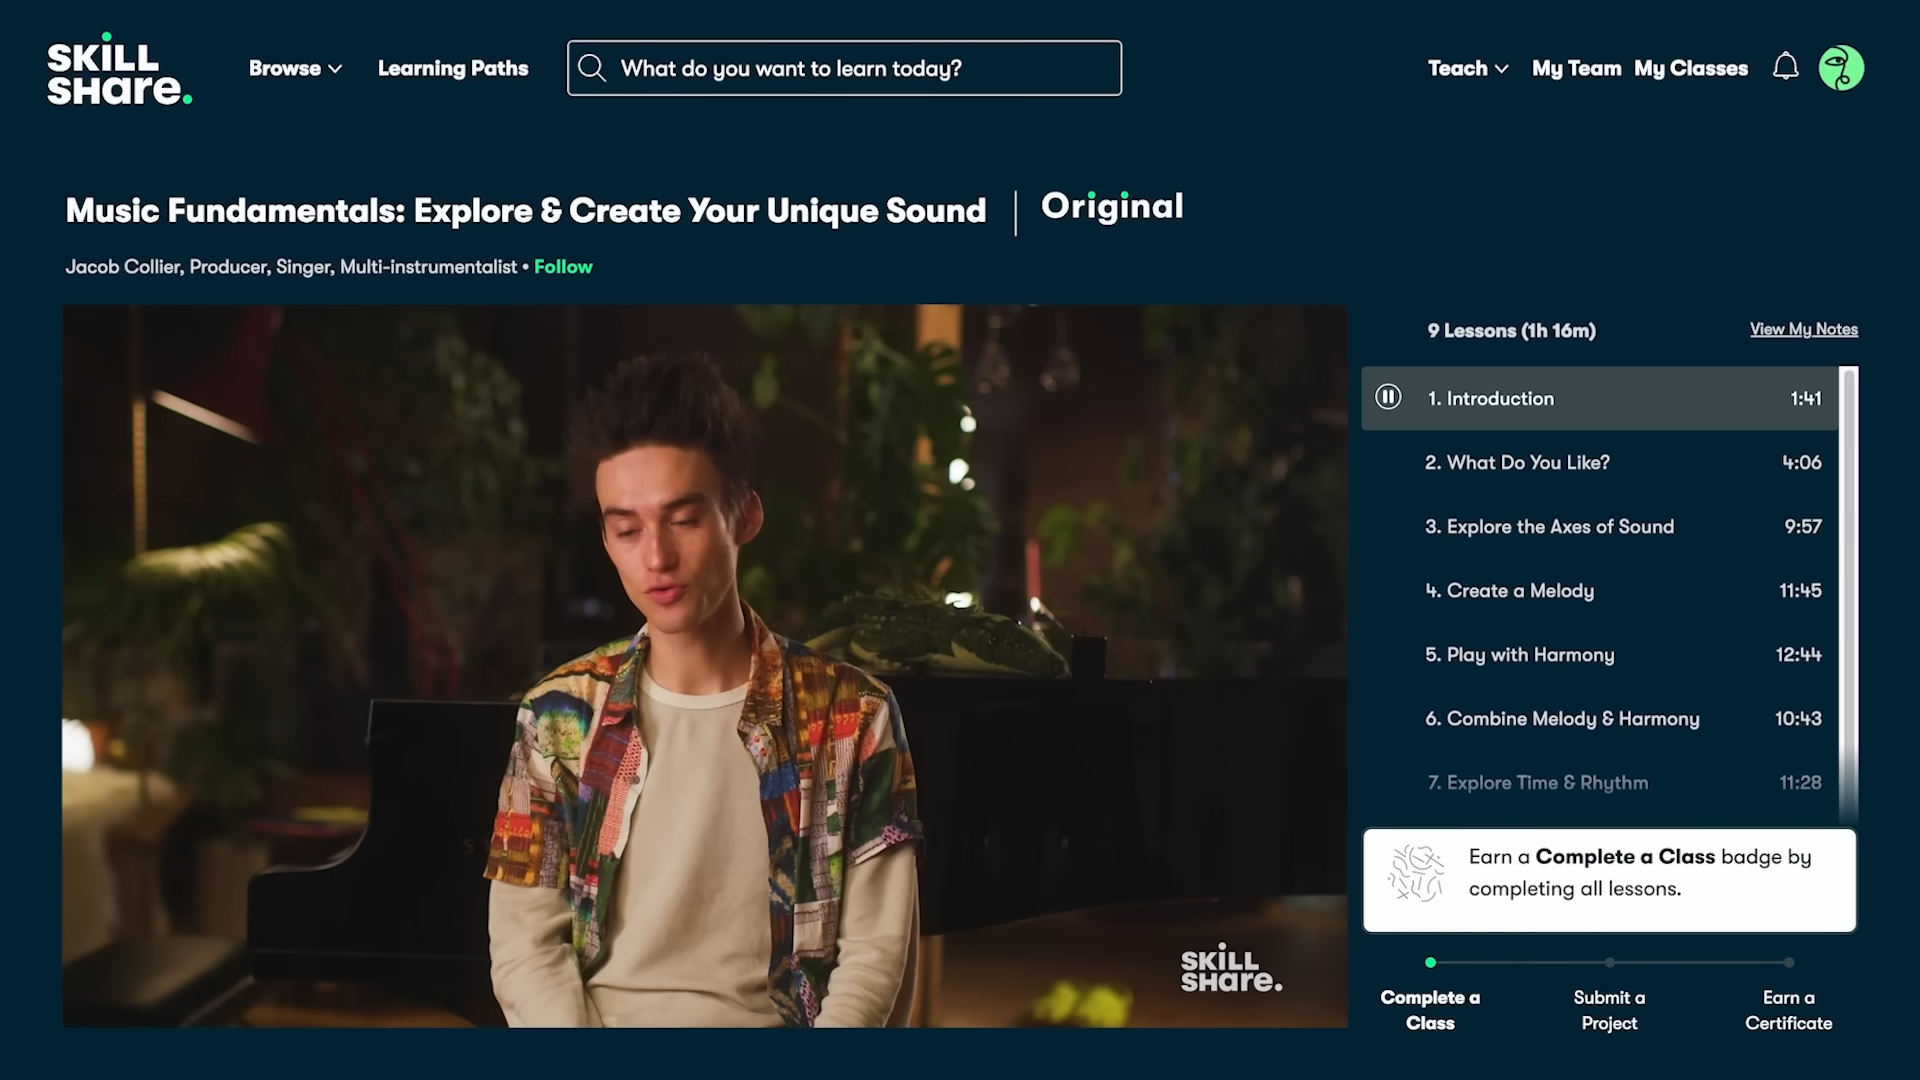 SKILL
SHare.
Browse
Learning Paths
What do you want to learn today?
Teach
My Team
My Classes
Music Fundamentals: Explore & Create Your Unique Sound
Original
Jacob Collier, Producer, Singer, Multi-instrumentalist • Follow
9 Lessons (1h 16m)
View My Notes
1. Introduction 1:41
2. What Do You Like? 4:06
3. Explore the Axes of Sound 9:57
4. Create a Melody 11:45
5. Play with Harmony 12:44
6. Combine Melody & Harmony 10:43
7. Explore Time & Rhythm 11:28
Earn a Complete a Class badge by
completing all lessons.
SKILL
SHare.
Complete a
Class
Submit a
Project
Earn a
Certificate